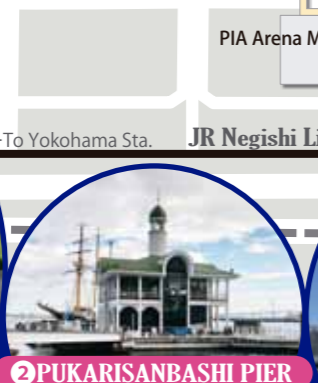 PIA Arena M
To Yokohama Sta.
JR Negishi Li
❷PUKARISANBASHI PIER